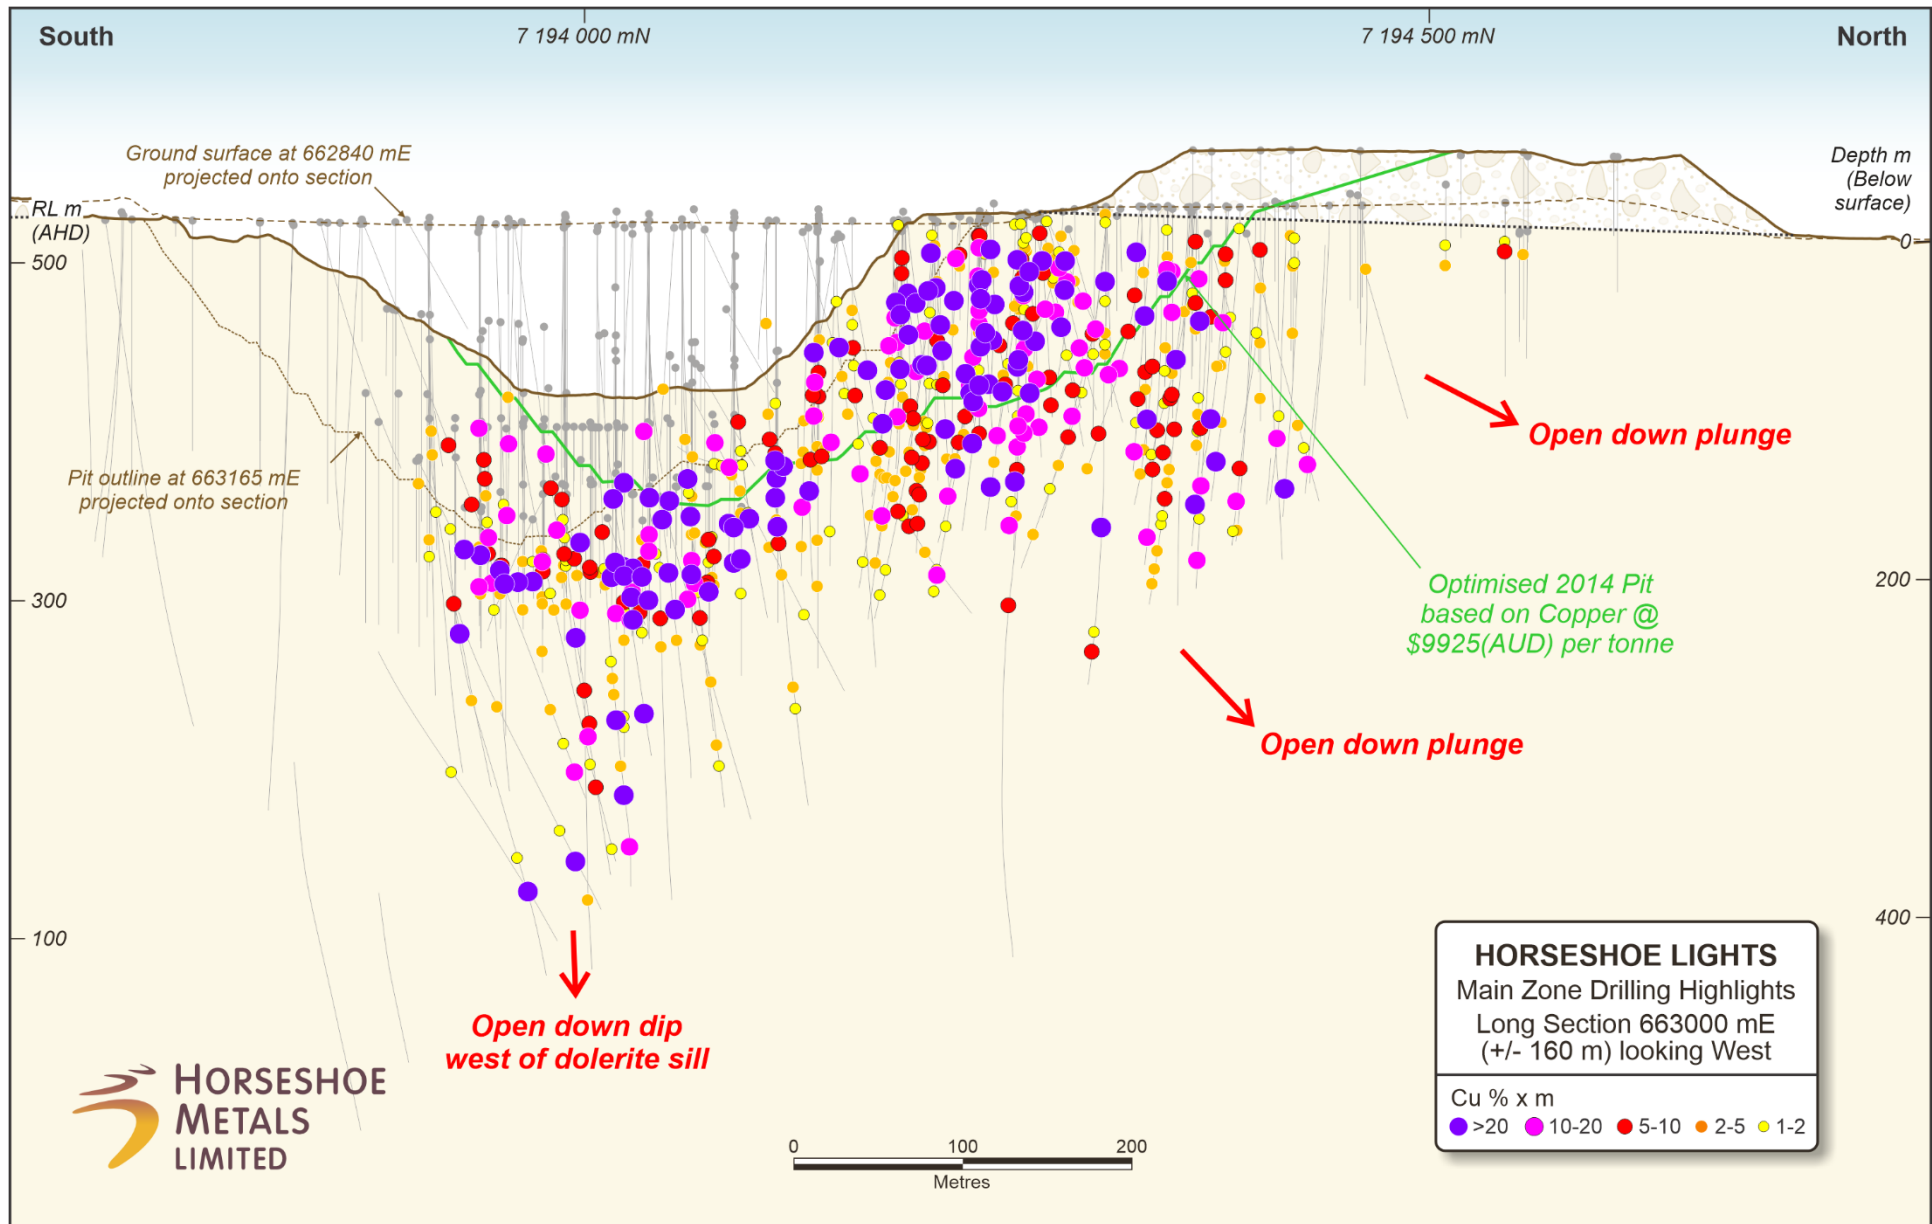 South
7 194 000 mN
7 194 500 mN
North
Ground surface at 662840 mE
projected onto section
Depth m
(Below
surface)
RL m
(AHD)
0
500
Open down plunge
Pit outline at 663165 mE
projected onto section
Optimised 2014 Pit
based on Copper @
$9925(AUD) per tonne
300
200
Open down plunge
400
100
Open down dip
west of dolerite sill
HORSESHOE LIGHTS
Main Zone Drilling Highlights
Long Section 663000 mE
(+/- 160 m) looking West
Cu % x m
>20 10-20 5-10 2-5 1-2
HORSESHOE
METALS
LIMITED
0 100 200
Metres